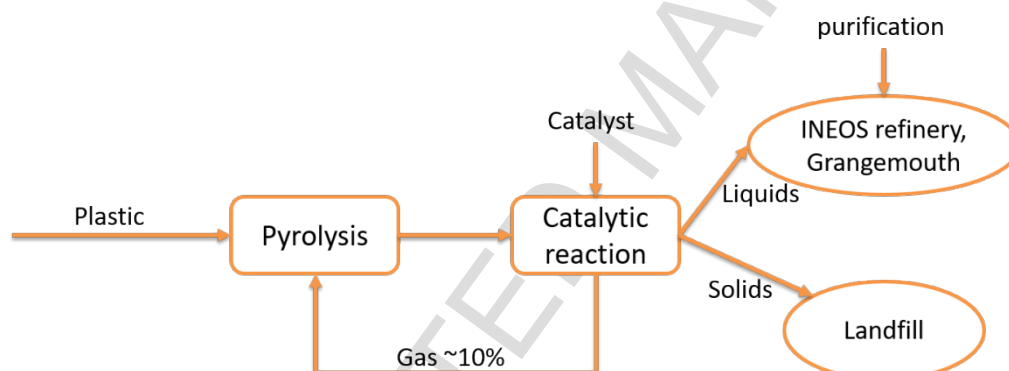 purification
Catalyst
INEOS refinery,
Grangemouth
Liquids
Plastic
Pyrolysis
Catalytic
reaction
Solids
Landfill
Gas ~10%